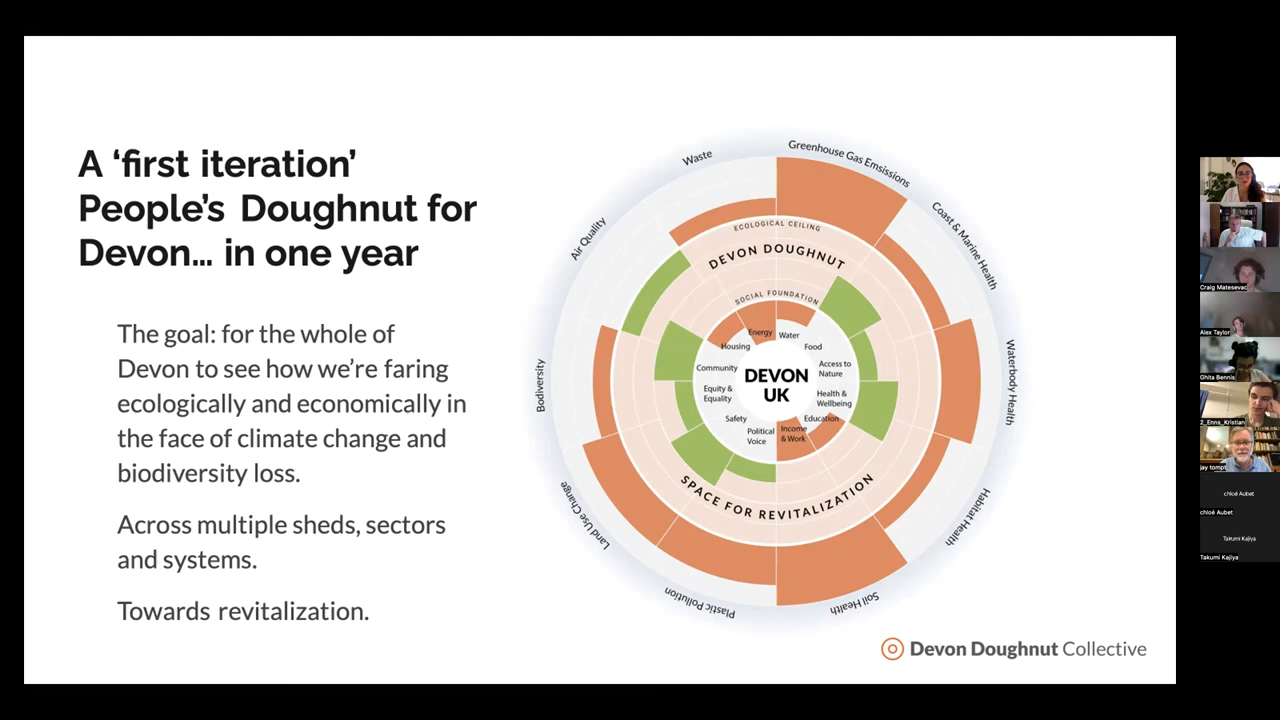 A ‘first iteration’
People’s Doughnut for
Devon... in one year
The goal: for the whole of
Devon to see how we’re faring
ecologically and economically in
the face of climate change and
biodiversity loss.
Across multiple sheds, sectors
and systems.
Towards revitalization.
Waste
Greenhouse Gas Emsissions
Coast & Marine Health
Waterbody Health
Habitat Health
Soil Health
Plastic Pollution
Land Use Change
Biodiversity
Air Quality
ECOLOGICAL CEILING
DEVON DOUGHNUT
SOCIAL FOUNDATION
Energy
Water
Housing
Food
Community
Access to
Nature
Equity &
Equality
Health &
Wellbeing
Safety
Education
Political
Voice
Income
& Work
DEVON
UK
SPACE FOR REVITALIZATION
Devon Doughnut Collective
Craig Matesevac
Alex Taylor
Ghita Bennis
2_Enns_Kristian
jay tompt
chloé Aubet
chloé Aubet
Takumi Kajiya
Takumi Kajiya